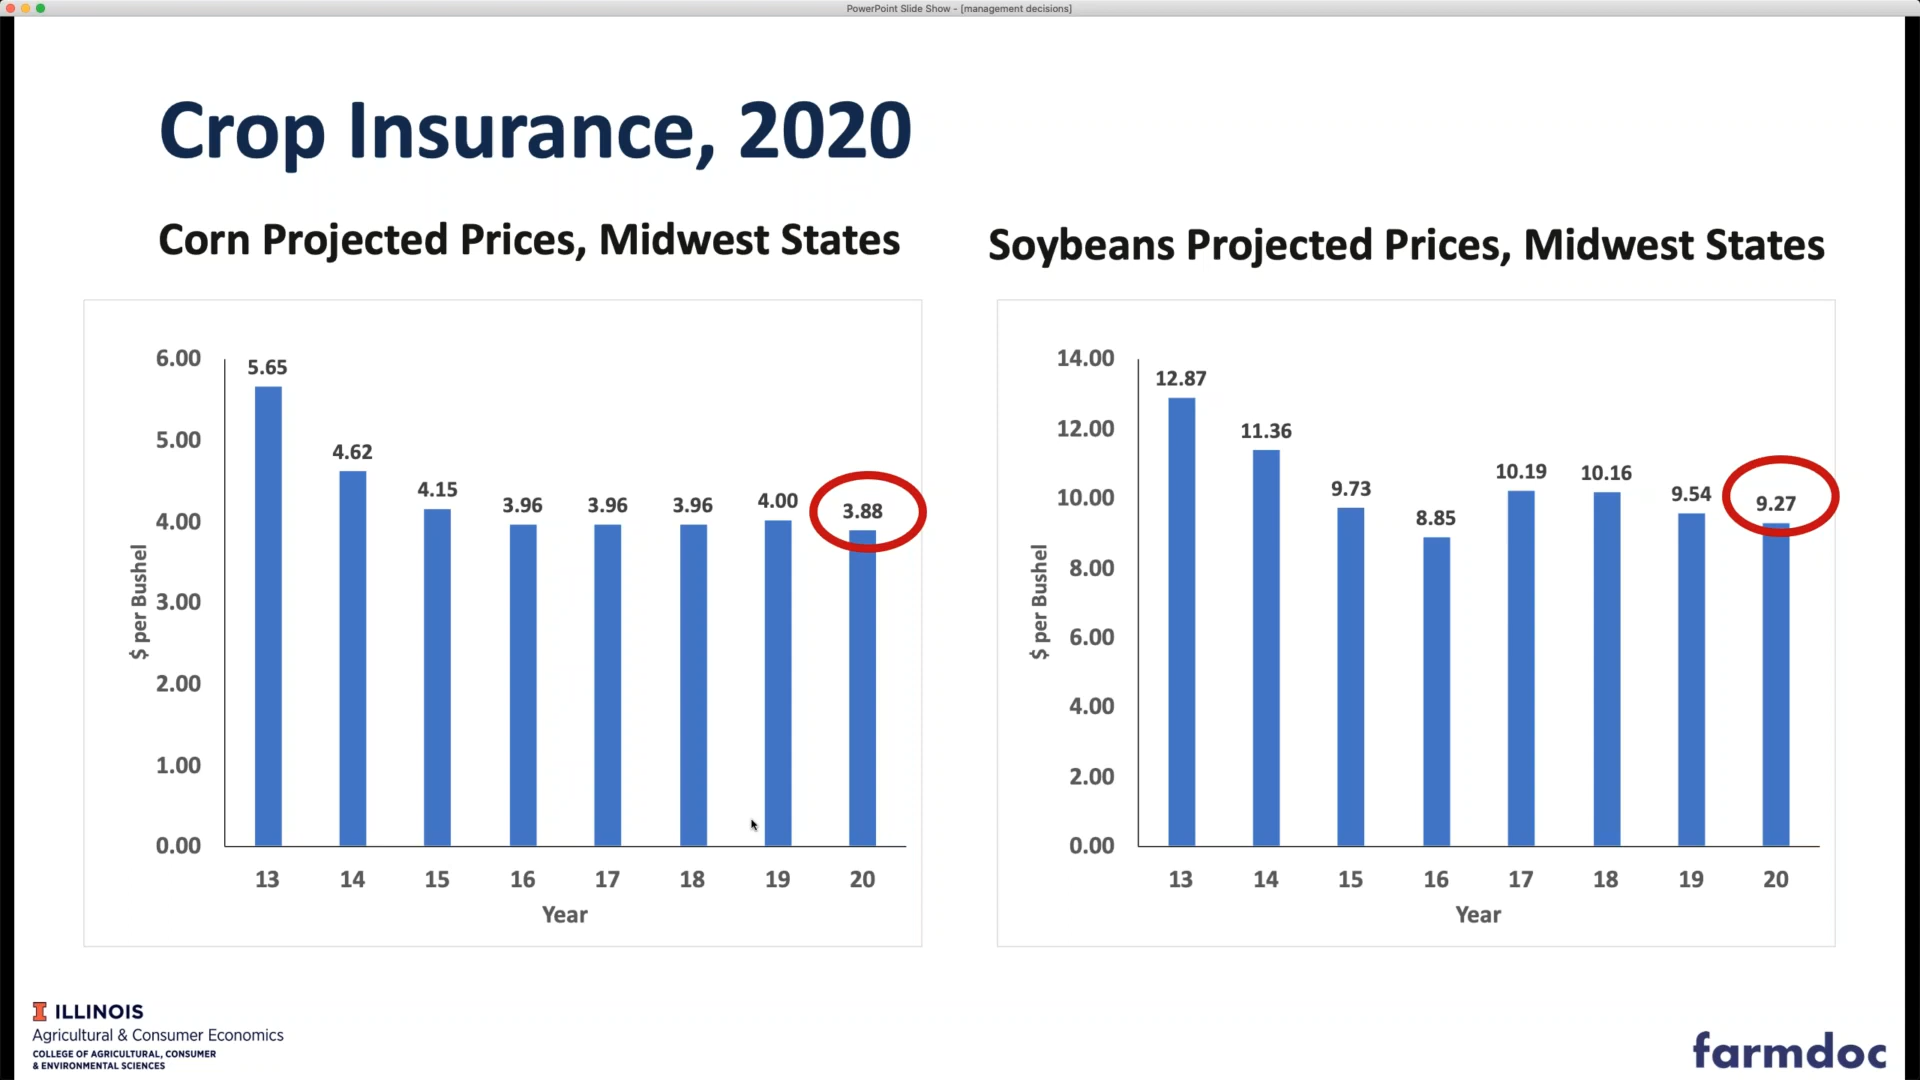 PowerPoint Slide Show - [management decisions]
Crop Insurance, 2020
Corn Projected Prices, Midwest States
6.00
5.00
4.00
3.00
2.00
1.00
0.00
$ per Bushel
5.65
4.62
4.15
3.96
3.96
3.96
4.00
3.88
13 14 15 16 17 18 19 20
Year
Soybeans Projected Prices, Midwest States
14.00
12.00
10.00
8.00
6.00
4.00
2.00
0.00
$ per Bushel
12.87
11.36
9.73
8.85
10.19
10.16
9.54
9.27
13 14 15 16 17 18 19 20
Year
I ILLINOIS
Agricultural & Consumer Economics
COLLEGE OF AGRICULTURAL, CONSUMER
& ENVIRONMENTAL SCIENCES
farmdoc